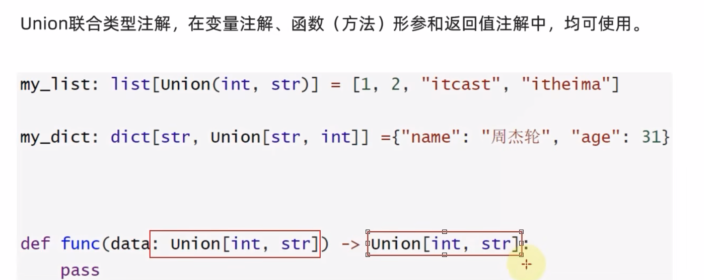 Union联合类型注解，在变量注解、函数（方法）形参和返回值注解中，均可使用。
my_list: list[Union(int, str)] = [1, 2, "itcast", "itheima"]
my_dict: dict[str, Union[str, int]] ={"name": "周杰轮", "age": 31}
def func(data: Union[int, str]) -> Union[int, str]:
    pass